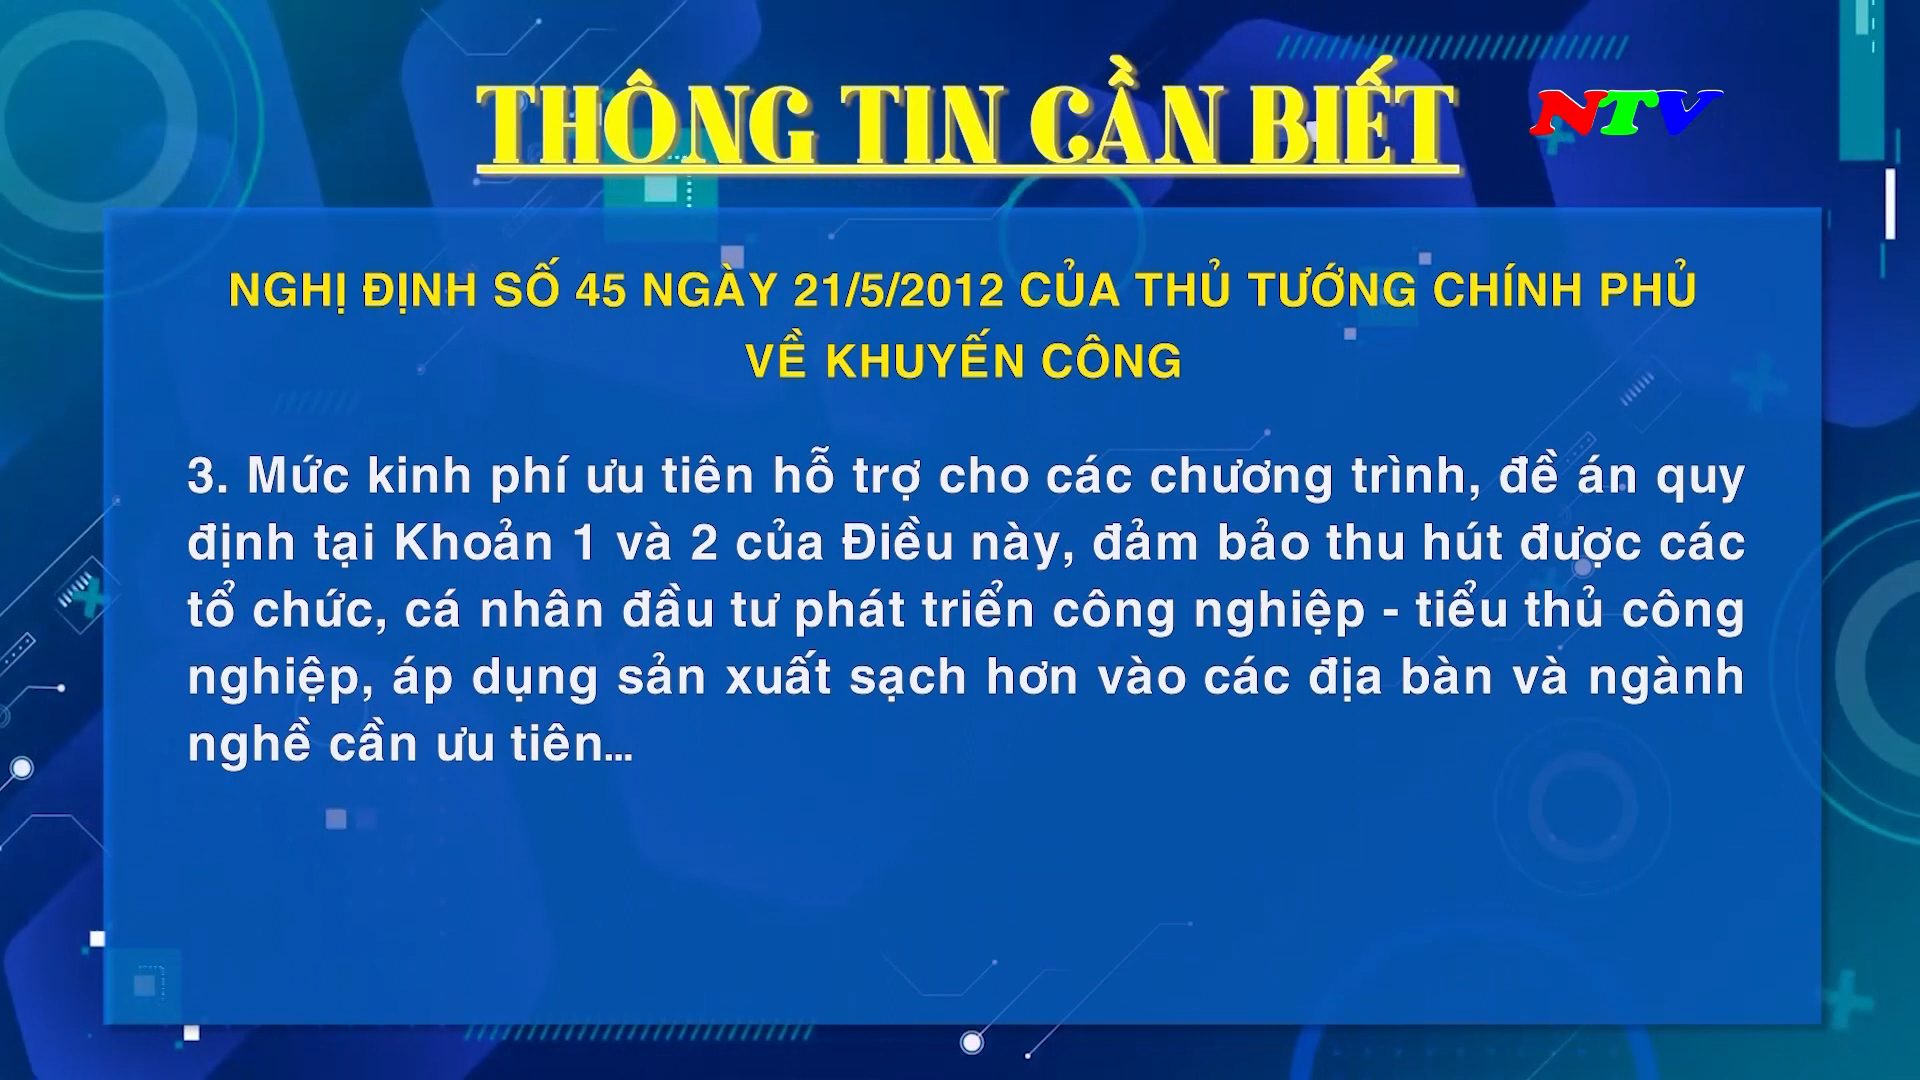 THÔNG TIN CẦN BIẾT
NTV
NGHỊ ĐỊNH SỐ 45 NGÀY 21/5/2012 CỦA THỦ TƯỚNG CHÍNH PHỦ
VỀ KHUYẾN CÔNG
3. Mức kinh phí ưu tiên hỗ trợ cho các chương trình, đề án quy
định tại Khoản 1 và 2 của Điều này, đảm bảo thu hút được các
tổ chức, cá nhân đầu tư phát triển công nghiệp - tiểu thủ công
nghiệp, áp dụng sản xuất sạch hơn vào các địa bàn và ngành
nghề cần ưu tiên...